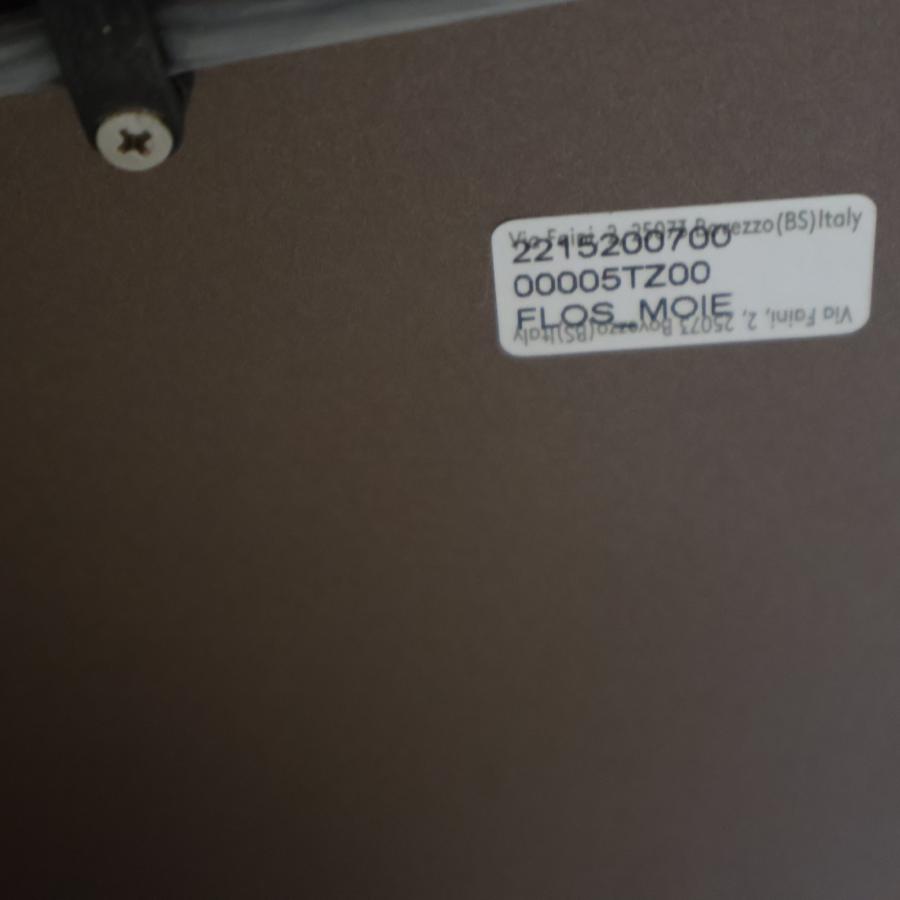 Via Faini, 2, 25073 Bovezzo(BS)Italy
2215200700
00005TZ00
FLOS_MOIE
Via Faini, 2, 25073 Bovezzo(BS)Italy